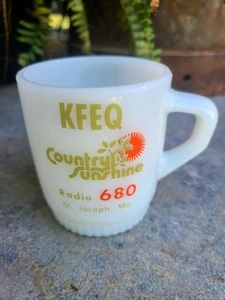 KFEQ
Country
Sunshine
Radio 680
St. Joseph, Mo.